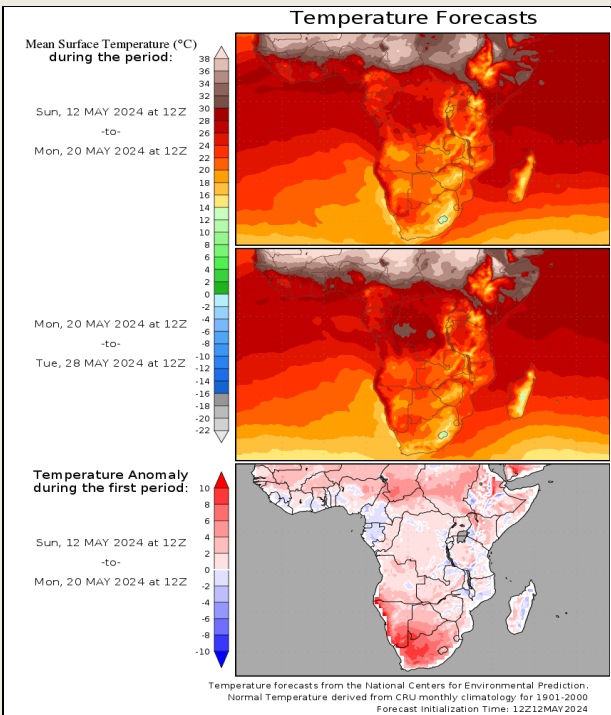 Temperature Forecasts
Mean Surface Temperature (°C)
during the period:
38
36
34
32
30
28
26
24
22
20
18
16
14
12
10
8
6
4
2
0
-2
-4
-6
-8
-10
-12
-14
-16
-18
-20
-22
Sun, 12 MAY 2024 at 12Z
-to-
Mon, 20 MAY 2024 at 12Z
Mon, 20 MAY 2024 at 12Z
-to-
Tue, 28 MAY 2024 at 12Z
Temperature Anomaly
during the first period:
10
8
6
4
2
0
-2
-4
-6
-8
-10
Sun, 12 MAY 2024 at 12Z
-to-
Mon, 20 MAY 2024 at 12Z
Temperature forecasts from the National Centers for Environmental Prediction.
Normal Temperature derived from CRU monthly climatology for 1901-2000
Forecast Initialization Time: 12Z12MAY2024